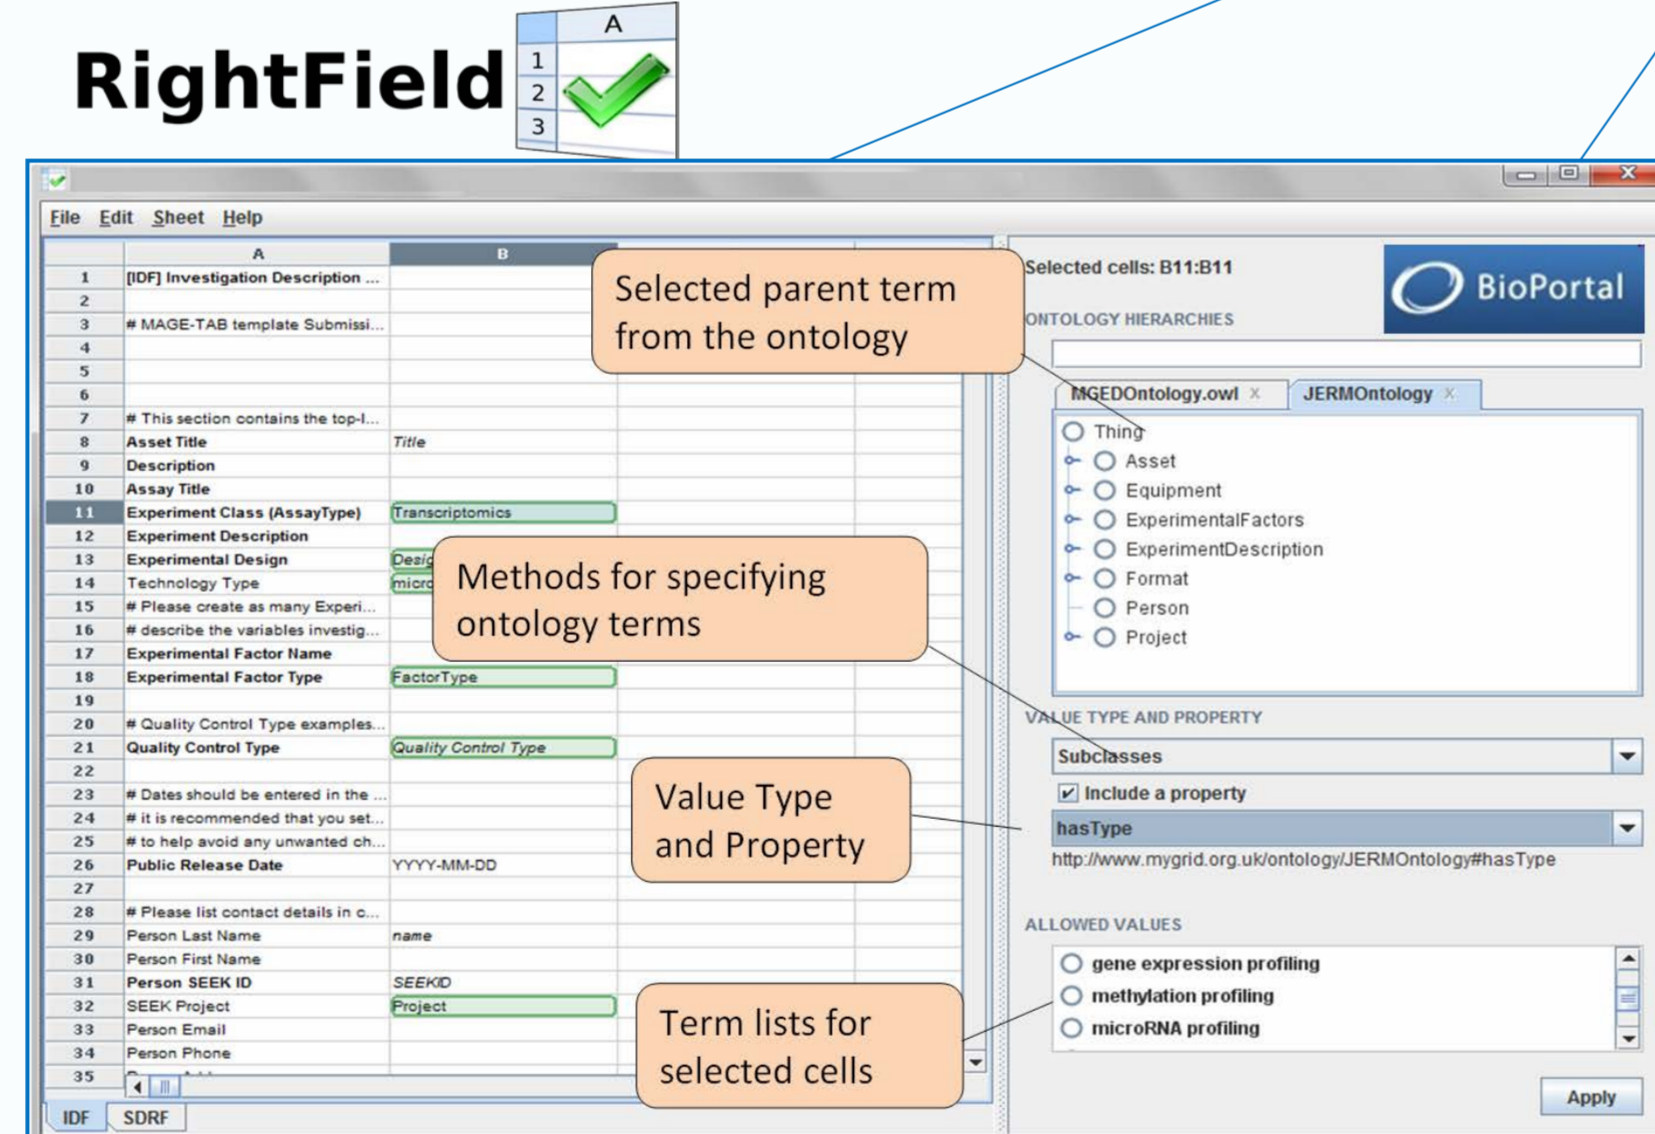 RightField
A
1
2
3
File Edit Sheet Help
A B
1 [IDF] Investigation Description ...
2
3 # MAGE-TAB template Submissi...
4
5
6
7 # This section contains the top-l...
8 Asset Title Title
9 Description
10 Assay Title
11 Experiment Class (AssayType) Transcriptomics
12 Experiment Description
13 Experimental Design Desig
14 Technology Type micro
15 # Please create as many Experi...
16 # describe the variables investig...
17 Experimental Factor Name
18 Experimental Factor Type FactorType
19
20 # Quality Control Type examples...
21 Quality Control Type Quality Control Type
22
23 # Dates should be entered in the ...
24 # it is recommended that you set...
25 # to help avoid any unwanted ch...
26 Public Release Date YYYY-MM-DD
27
28 # Please list contact details in c...
29 Person Last Name name
30 Person First Name
31 Person SEEK ID SEEKID
32 SEEK Project Project
33 Person Email
34 Person Phone
35
IDF SDRF
Selected parent term
from the ontology
Methods for specifying
ontology terms
Value Type
and Property
Term lists for
selected cells
Selected cells: B11:B11
BioPortal
ONTOLOGY HIERARCHIES
MGEDOntology.owl x JERMOntology x
Thing
Asset
Equipment
ExperimentalFactors
ExperimentDescription
Format
Person
Project
VALUE TYPE AND PROPERTY
Subclasses
Include a property
hasType
http://www.mygrid.org.uk/ontology/JERMOntology#hasType
ALLOWED VALUES
gene expression profiling
methylation profiling
microRNA profiling
Apply